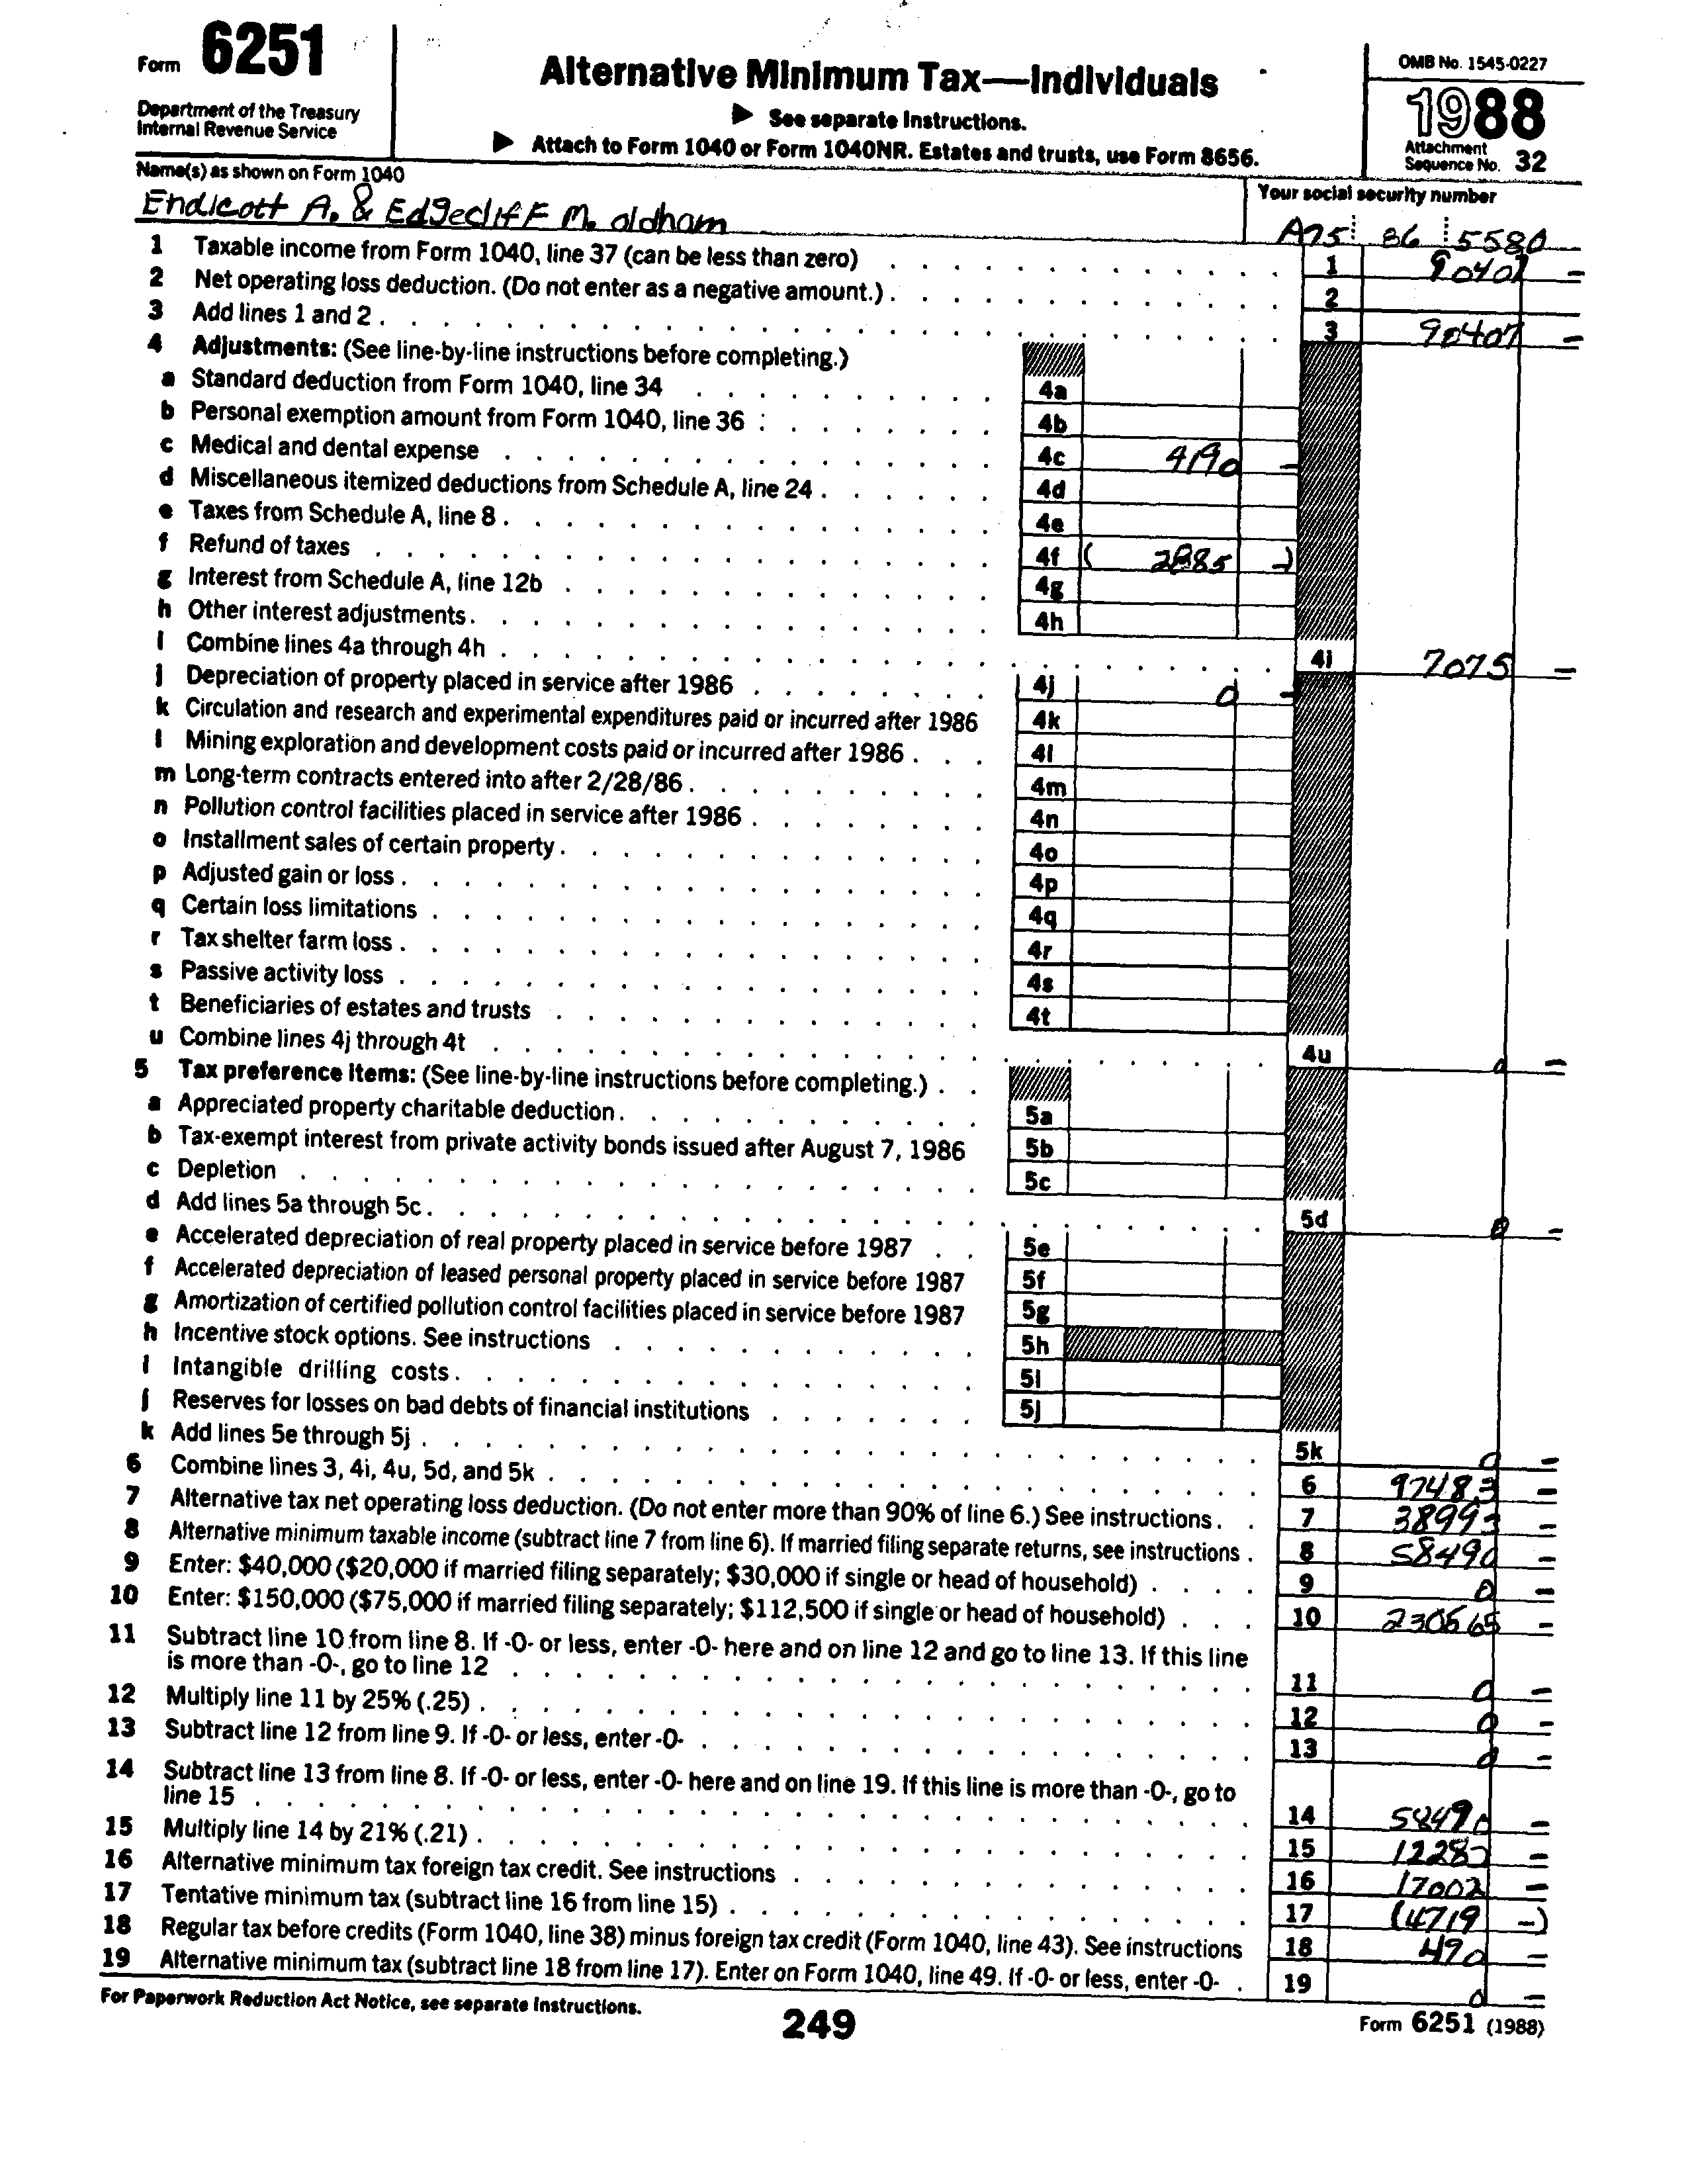 Form 6251
Department of the Treasury
Internal Revenue Service
Alternative Minimum Tax—Individuals
▶ See separate Instructions.
▶ Attach to Form 1040 or Form 1040NR. Estates and trusts, use Form 8656.
OMB No. 1545-0227
1988
Attachment
Sequence No. 32
Name(s) as shown on Form 1040
Endicott A. & Edgecliff M. oldham
Your social security number
A75 86 5580
1 Taxable income from Form 1040, line 37 (can be less than zero) 1 90407 –
2 Net operating loss deduction. (Do not enter as a negative amount.) 2
3 Add lines 1 and 2 3 90407 –
4 Adjustments: (See line-by-line instructions before completing.)
a Standard deduction from Form 1040, line 34 4a
b Personal exemption amount from Form 1040, line 36 4b
c Medical and dental expense 4c 4190 –
d Miscellaneous itemized deductions from Schedule A, line 24 4d
e Taxes from Schedule A, line 8 4e
f Refund of taxes 4f ( 2885 –)
g Interest from Schedule A, line 12b 4g
h Other interest adjustments 4h
i Combine lines 4a through 4h 4i 7075 –
j Depreciation of property placed in service after 1986 4j 0 –
k Circulation and research and experimental expenditures paid or incurred after 1986 4k
l Mining exploration and development costs paid or incurred after 1986 4l
m Long-term contracts entered into after 2/28/86 4m
n Pollution control facilities placed in service after 1986 4n
o Installment sales of certain property 4o
p Adjusted gain or loss 4p
q Certain loss limitations 4q
r Tax shelter farm loss 4r
s Passive activity loss 4s
t Beneficiaries of estates and trusts 4t
u Combine lines 4j through 4t 4u 0 –
5 Tax preference items: (See line-by-line instructions before completing.)
a Appreciated property charitable deduction 5a
b Tax-exempt interest from private activity bonds issued after August 7, 1986 5b
c Depletion 5c
d Add lines 5a through 5c 5d 0 –
e Accelerated depreciation of real property placed in service before 1987 5e
f Accelerated depreciation of leased personal property placed in service before 1987 5f
g Amortization of certified pollution control facilities placed in service before 1987 5g
h Incentive stock options. See instructions 5h
i Intangible drilling costs 5i
j Reserves for losses on bad debts of financial institutions 5j
k Add lines 5e through 5j 5k 0 –
6 Combine lines 3, 4i, 4u, 5d, and 5k 6 97483 –
7 Alternative tax net operating loss deduction. (Do not enter more than 90% of line 6.) See instructions 7 38993 –
8 Alternative minimum taxable income (subtract line 7 from line 6). If married filing separate returns, see instructions 8 58490 –
9 Enter: $40,000 ($20,000 if married filing separately; $30,000 if single or head of household) 9 0 –
10 Enter: $150,000 ($75,000 if married filing separately; $112,500 if single or head of household) 10 –
11 Subtract line 10 from line 8. If -0- or less, enter -0- here and on line 12 and go to line 13. If this line
is more than -0-, go to line 12 11 0 –
12 Multiply line 11 by 25% (.25) 12 0 –
13 Subtract line 12 from line 9. If -0- or less, enter -0- 13 0 –
14 Subtract line 13 from line 8. If -0- or less, enter -0- here and on line 19. If this line is more than -0-, go to
line 15 14 58490 –
15 Multiply line 14 by 21% (.21) 15 12283 –
16 Alternative minimum tax foreign tax credit. See instructions 16 17002 –
17 Tentative minimum tax (subtract line 16 from line 15) 17 (4719 –)
18 Regular tax before credits (Form 1040, line 38) minus foreign tax credit (Form 1040, line 43). See instructions 18 490 –
19 Alternative minimum tax (subtract line 18 from line 17). Enter on Form 1040, line 49. If -0- or less, enter -0- 19 0 –
For Paperwork Reduction Act Notice, see separate Instructions.
249
Form 6251 (1988)